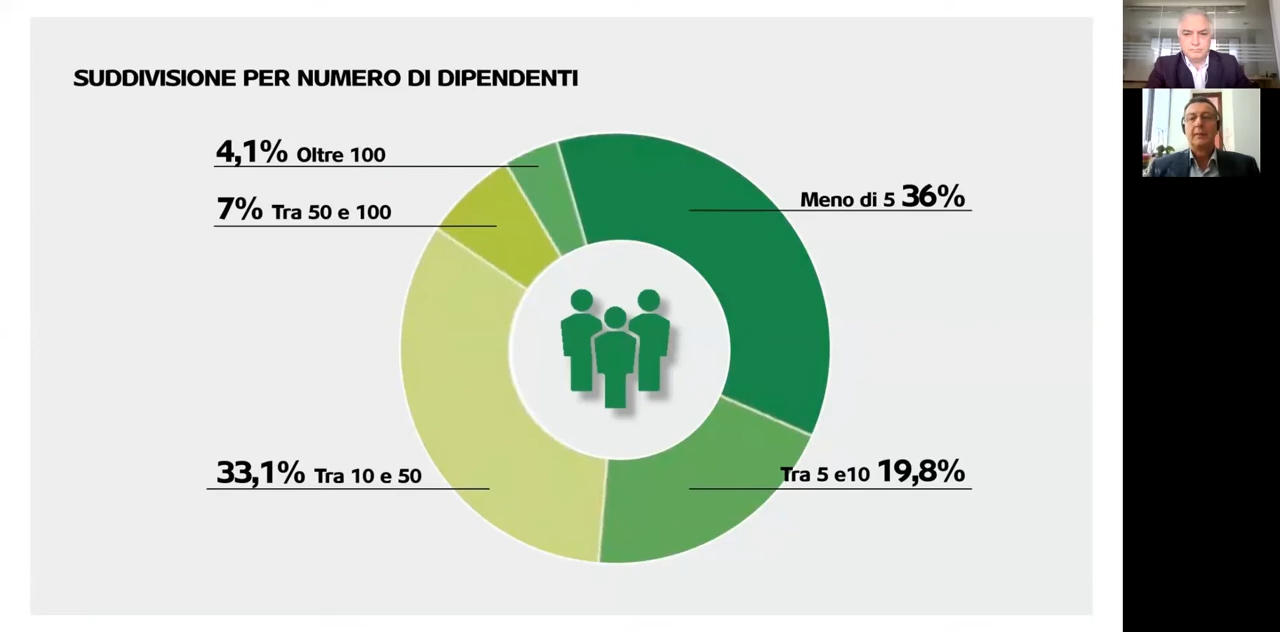 SUDDIVISIONE PER NUMERO DI DIPENDENTI
4,1% Oltre 100
7% Tra 50 e 100
Meno di 5 36%
33,1% Tra 10 e 50
Tra 5 e10 19,8%